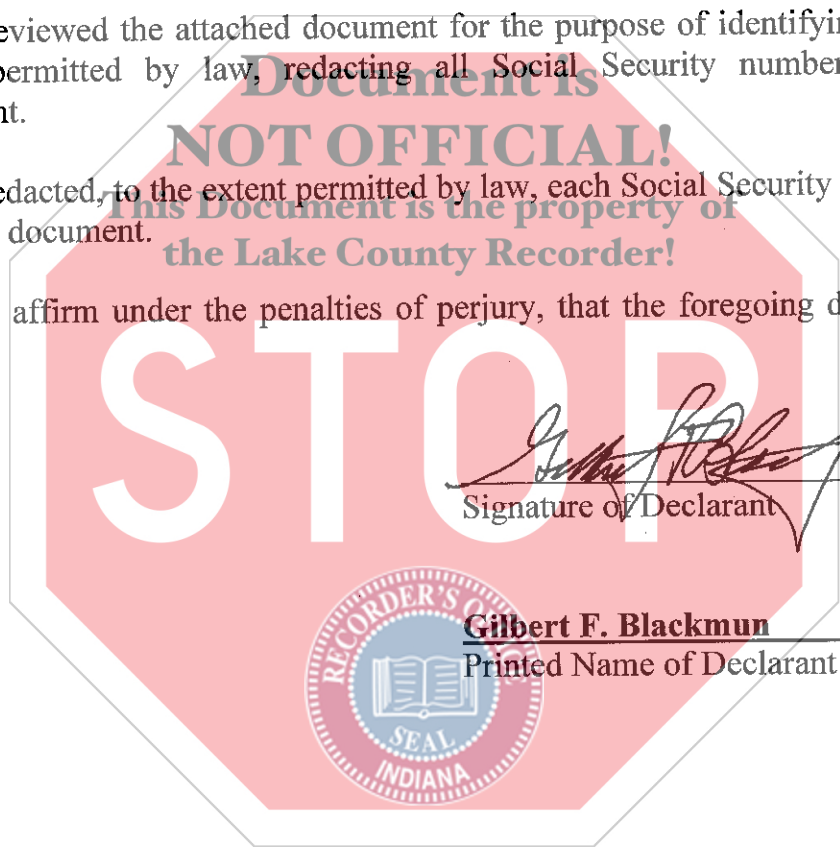 eviewed the attached document for the purpose of identifyin
permitted by law, redacting all Social Security number
nt.
Document is
NOT OFFICIAL!
edacted, to the extent permitted by law, each Social Security
This Document is the property of
document.
the Lake County Recorder!
affirm under the penalties of perjury, that the foregoing d
STOP
Signature of Declarant
RECORDER'S OFFICE
Gilbert F. Blackmun
Printed Name of Declarant
SEAL
INDIANA